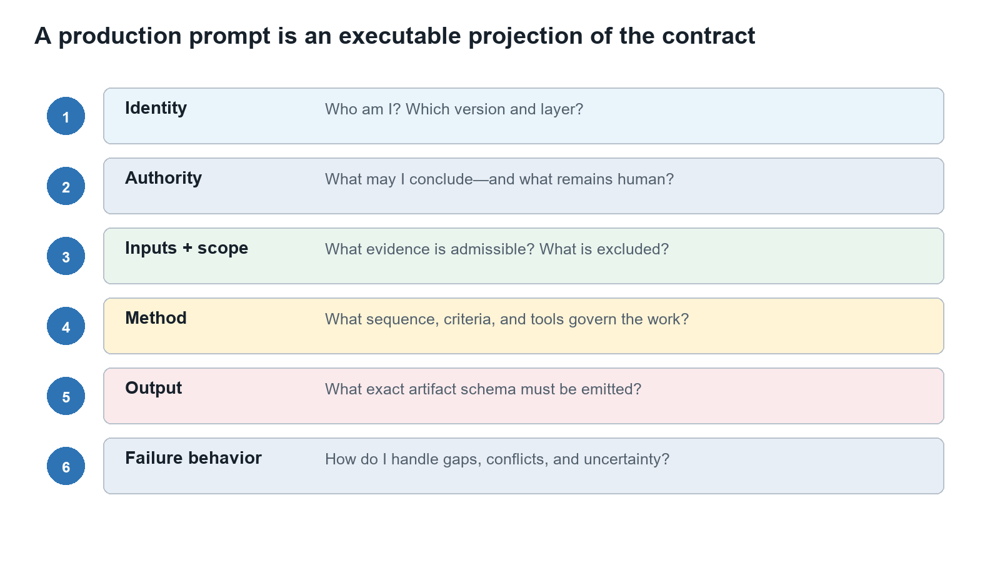 A production prompt is an executable projection of the contract
1
Identity
Who am I? Which version and layer?
2
Authority
What may I conclude—and what remains human?
3
Inputs + scope
What evidence is admissible? What is excluded?
4
Method
What sequence, criteria, and tools govern the work?
5
Output
What exact artifact schema must be emitted?
6
Failure behavior
How do I handle gaps, conflicts, and uncertainty?